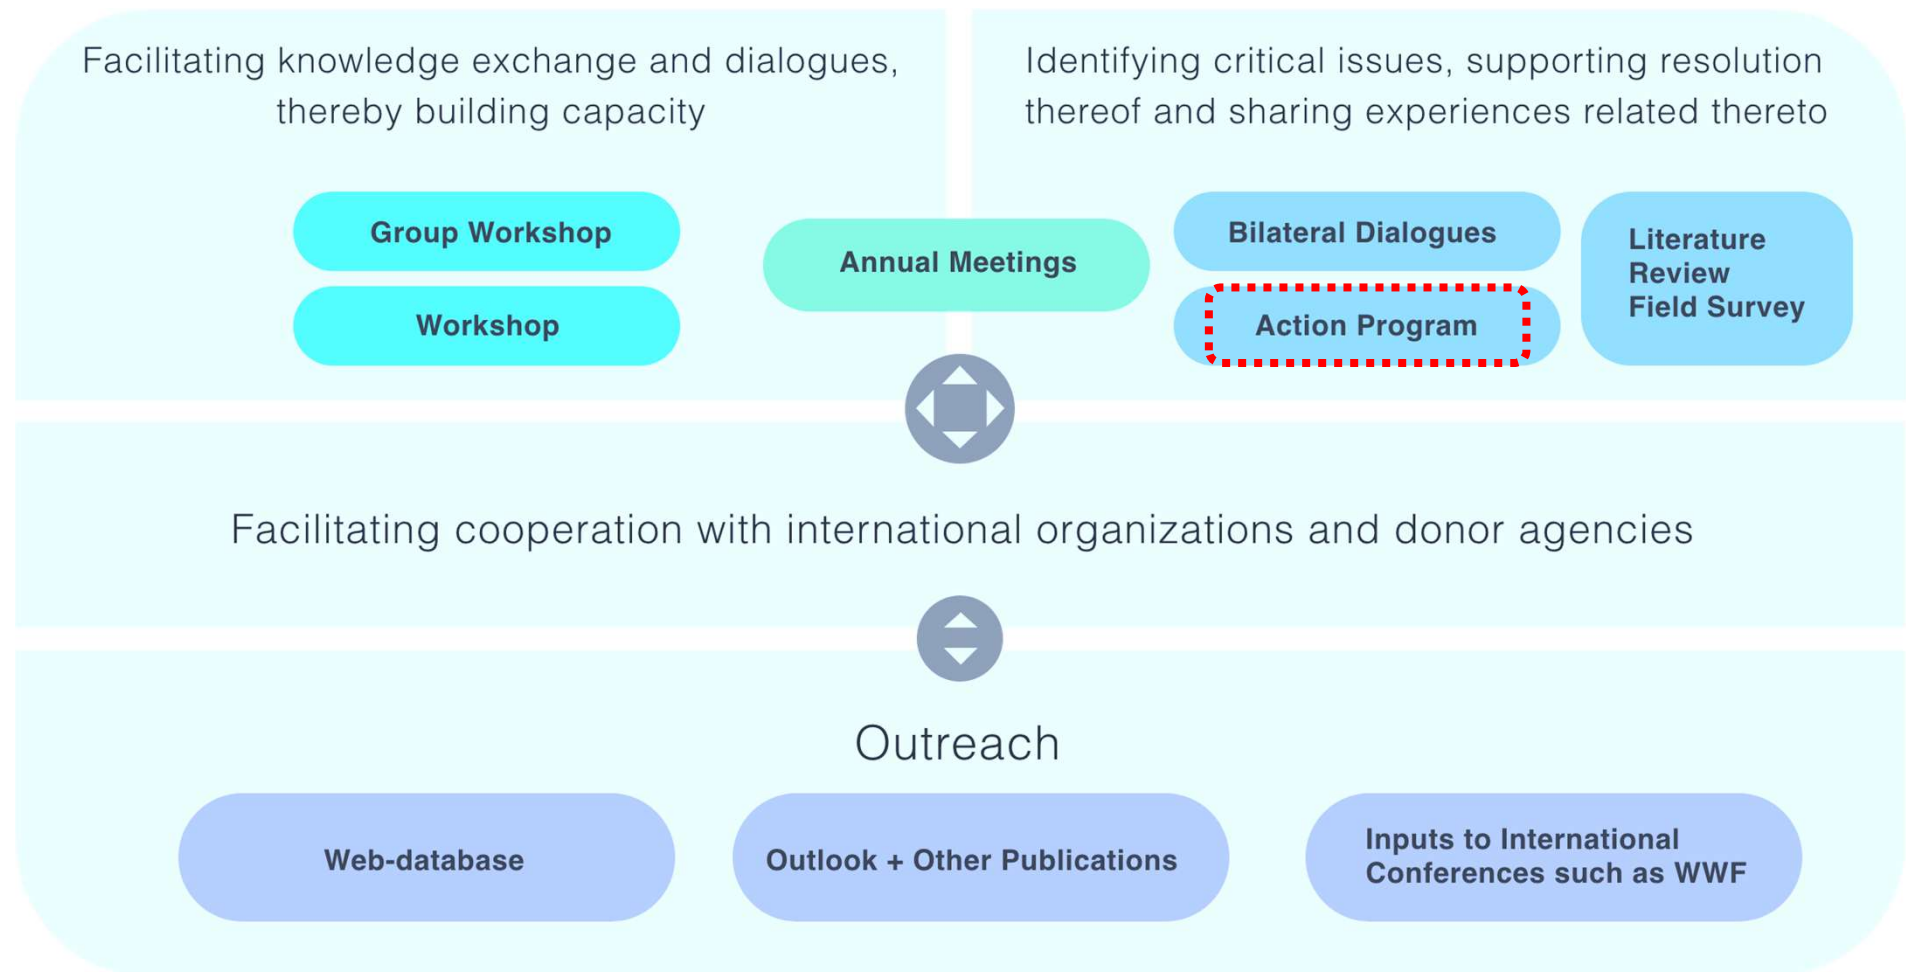 Facilitating knowledge exchange and dialogues,
thereby building capacity
Identifying critical issues, supporting resolution
thereof and sharing experiences related thereto
Group Workshop
Workshop
Annual Meetings
Bilateral Dialogues
Action Program
Literature
Review
Field Survey
Facilitating cooperation with international organizations and donor agencies
Outreach
Web-database
Outlook + Other Publications
Inputs to International
Conferences such as WWF